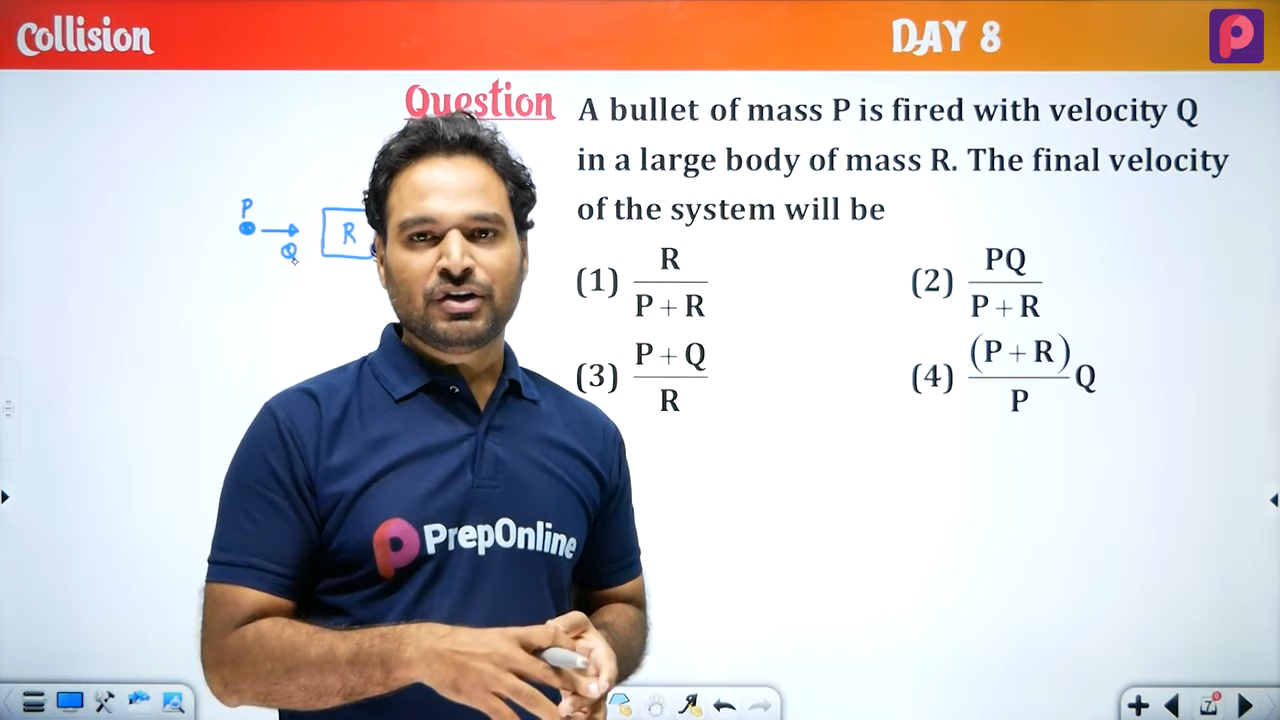 Collision
DAY 8
Question
A bullet of mass P is fired with velocity Q
in a large body of mass R. The final velocity
of the system will be
(1) R / P + R
(2) PQ / P + R
(3) P + Q / R
(4) (P + R) / P Q
P
Q
R
PrepOnline